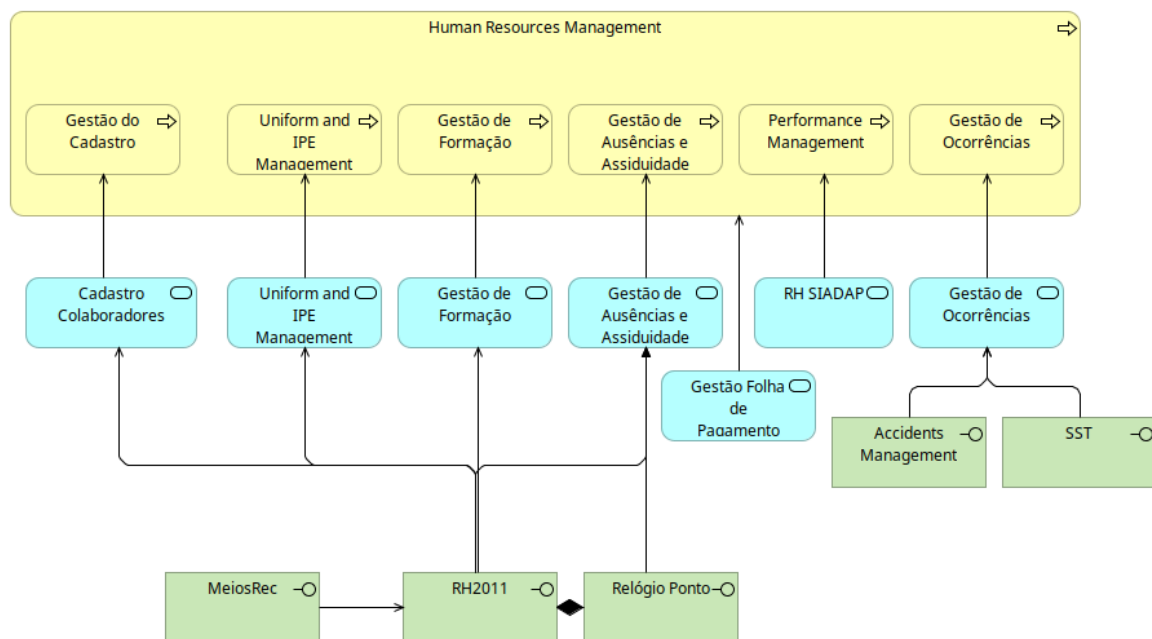 Human Resources Management
Gestão do
Cadastro
Uniform and
IPE
Management
Gestão de
Formação
Gestão de
Ausências e
Assiduidade
Performance
Management
Gestão de
Ocorrências
Cadastro
Colaboradores
Uniform and
IPE
Management
Gestão de
Formação
Gestão de
Ausências e
Assiduidade
RH SIADAP
Gestão de
Ocorrências
Gestão Folha
de
Pagamento
Accidents
Management
SST
MeiosRec
RH2011
Relógio Ponto